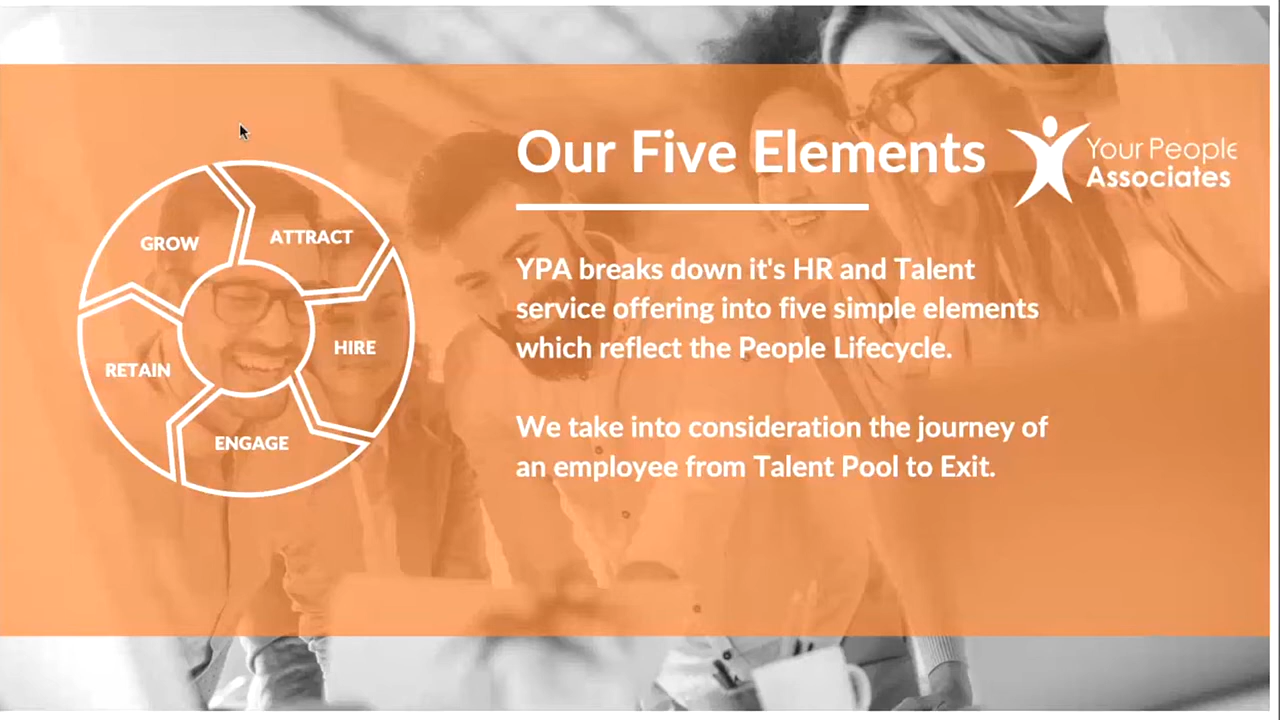 Our Five Elements
Your People
Associates
GROW
ATTRACT
HIRE
RETAIN
ENGAGE
YPA breaks down it's HR and Talent
service offering into five simple elements
which reflect the People Lifecycle.
We take into consideration the journey of
an employee from Talent Pool to Exit.